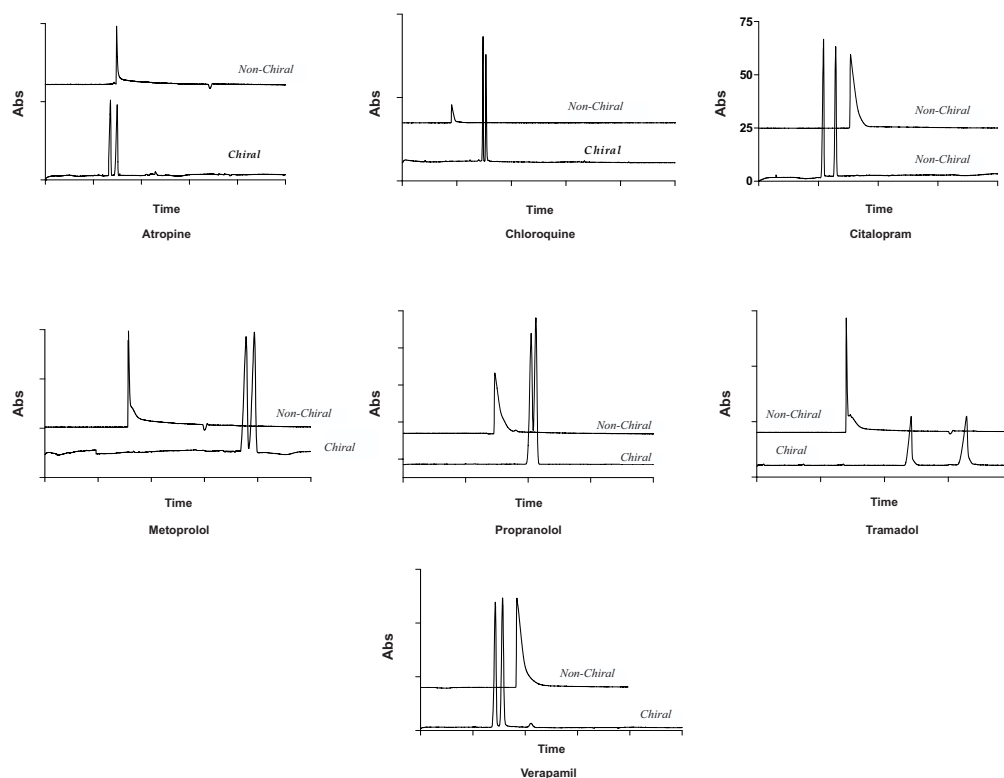 Abs
Non-Chiral
Chiral
Time
Atropine
Abs
Non-Chiral
Chiral
Time
Chloroquine
Abs
75
50
25
0
Non-Chiral
Non-Chiral
Time
Citalopram
Abs
Non-Chiral
Chiral
Time
Metoprolol
Abs
Non-Chiral
Chiral
Time
Propranolol
Abs
Non-Chiral
Chiral
Time
Tramadol
Abs
Non-Chiral
Chiral
Time
Verapamil